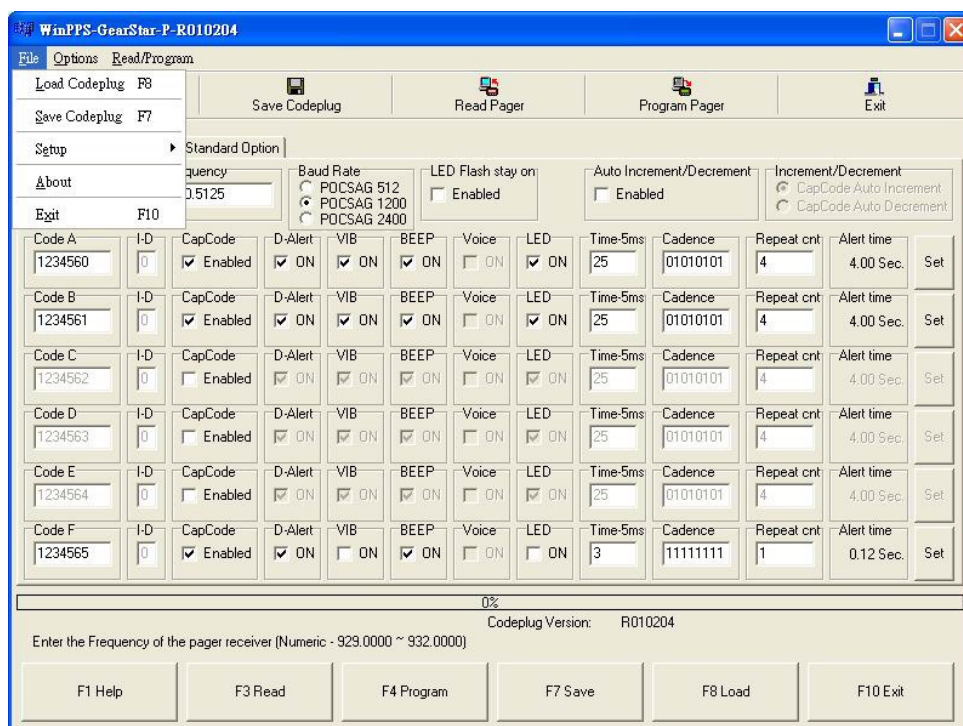 WinPPS-GearStar-P-R010204
File Options Read/Program
Load Codeplug F8
Save Codeplug F7
Setup
About
Exit F10
Save Codeplug Read Pager Program Pager Exit
Standard Option
quency Baud Rate LED Flash stay on Auto Increment/Decrement Increment/Decrement
0.5125 POCSAG 512 Enabled Enabled CapCode Auto Increment
POCSAG 1200 CapCode Auto Decrement
POCSAG 2400
Code A I-D CapCode D-Alert VIB BEEP Voice LED Time-5ms Cadence Repeat cnt Alert time
1234560 0 Enabled ON ON ON ON ON 25 01010101 4 4.00 Sec. Set
Code B I-D CapCode D-Alert VIB BEEP Voice LED Time-5ms Cadence Repeat cnt Alert time
1234561 0 Enabled ON ON ON ON ON 25 01010101 4 4.00 Sec. Set
Code C I-D CapCode D-Alert VIB BEEP Voice LED Time-5ms Cadence Repeat cnt Alert time
1234562 0 Enabled ON ON ON ON ON 25 01010101 4 4.00 Sec. Set
Code D I-D CapCode D-Alert VIB BEEP Voice LED Time-5ms Cadence Repeat cnt Alert time
1234563 0 Enabled ON ON ON ON ON 25 01010101 4 4.00 Sec. Set
Code E I-D CapCode D-Alert VIB BEEP Voice LED Time-5ms Cadence Repeat cnt Alert time
1234564 0 Enabled ON ON ON ON ON 25 01010101 4 4.00 Sec. Set
Code F I-D CapCode D-Alert VIB BEEP Voice LED Time-5ms Cadence Repeat cnt Alert time
1234565 0 Enabled ON ON ON ON ON 3 11111111 1 0.12 Sec. Set
0%
Codeplug Version: R010204
Enter the Frequency of the pager receiver (Numeric - 929.0000 ~ 932.0000)
F1 Help F3 Read F4 Program F7 Save F8 Load F10 Exit